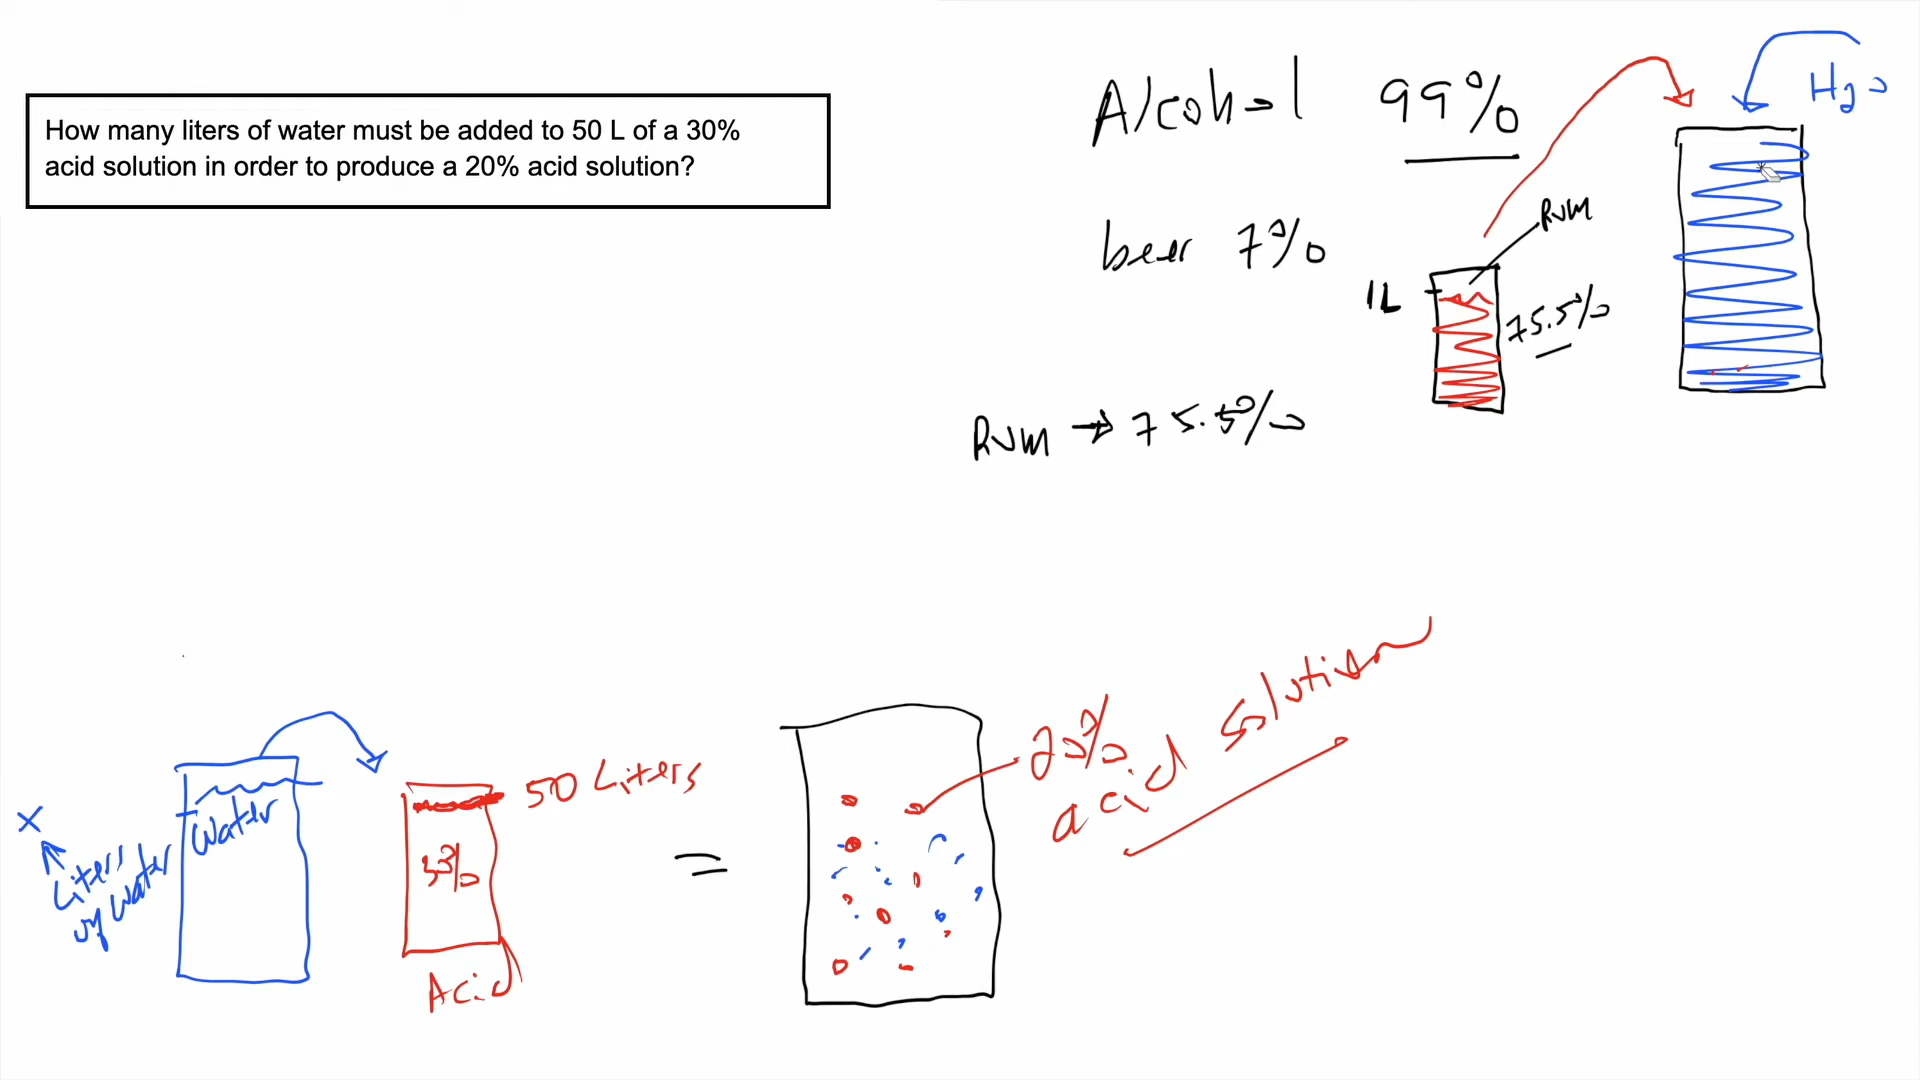 How many liters of water must be added to 50 L of a 30%
acid solution in order to produce a 20% acid solution?
Alcohol 99%
H2O
Rum
beer 7%
1L
75.5%
Rum → 75.5%
20%
acid solution
50 Liters
Water
x
Liters
of water
30%
=
Acid